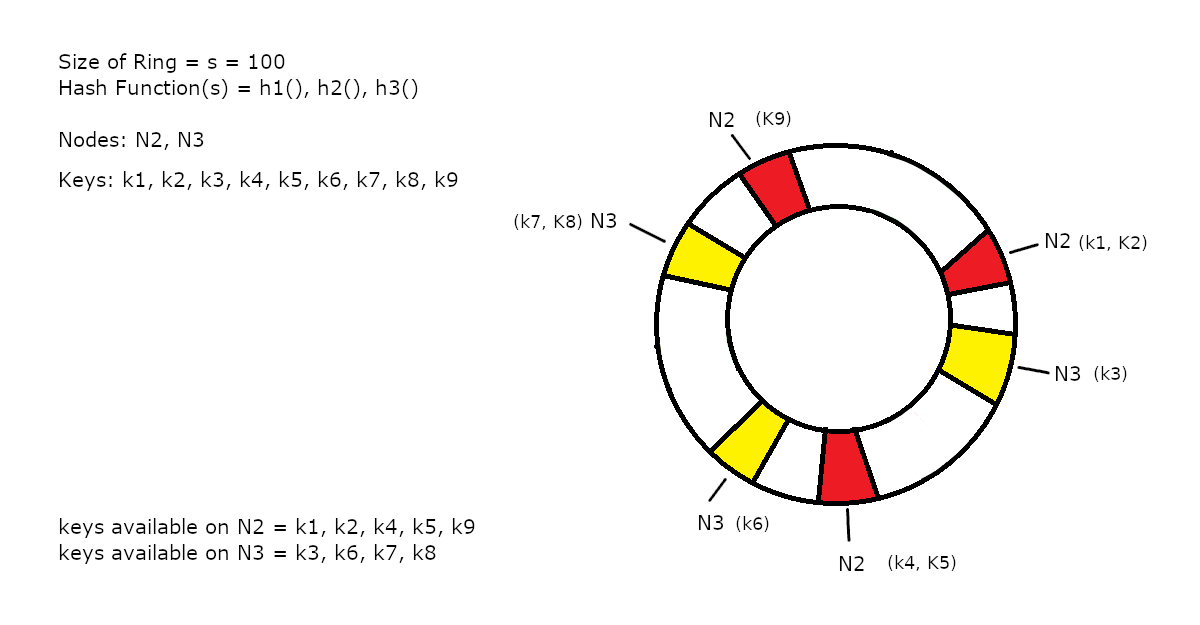 Size of Ring = s = 100
Hash Function(s) = h1(), h2(), h3()
Nodes: N2, N3
Keys: k1, k2, k3, k4, k5, k6, k7, k8, k9
N2 (K9)
(k7, K8) N3
N2 (k1, K2)
N3 (k3)
N3 (k6)
N2 (k4, K5)
keys available on N2 = k1, k2, k4, k5, k9
keys available on N3 = k3, k6, k7, k8